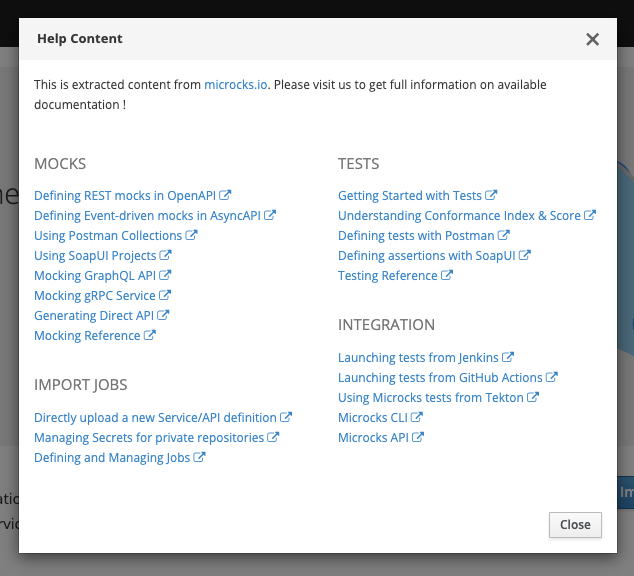 Help Content
This is extracted content from microcks.io. Please visit us to get full information on available
documentation !
MOCKS
Defining REST mocks in OpenAPI
Defining Event-driven mocks in AsyncAPI
Using Postman Collections
Using SoapUI Projects
Mocking GraphQL API
Mocking gRPC Service
Generating Direct API
Mocking Reference
IMPORT JOBS
Directly upload a new Service/API definition
Managing Secrets for private repositories
Defining and Managing Jobs
TESTS
Getting Started with Tests
Understanding Conformance Index & Score
Defining tests with Postman
Defining assertions with SoapUI
Testing Reference
INTEGRATION
Launching tests from Jenkins
Launching tests from GitHub Actions
Using Microcks tests from Tekton
Microcks CLI
Microcks API
Close